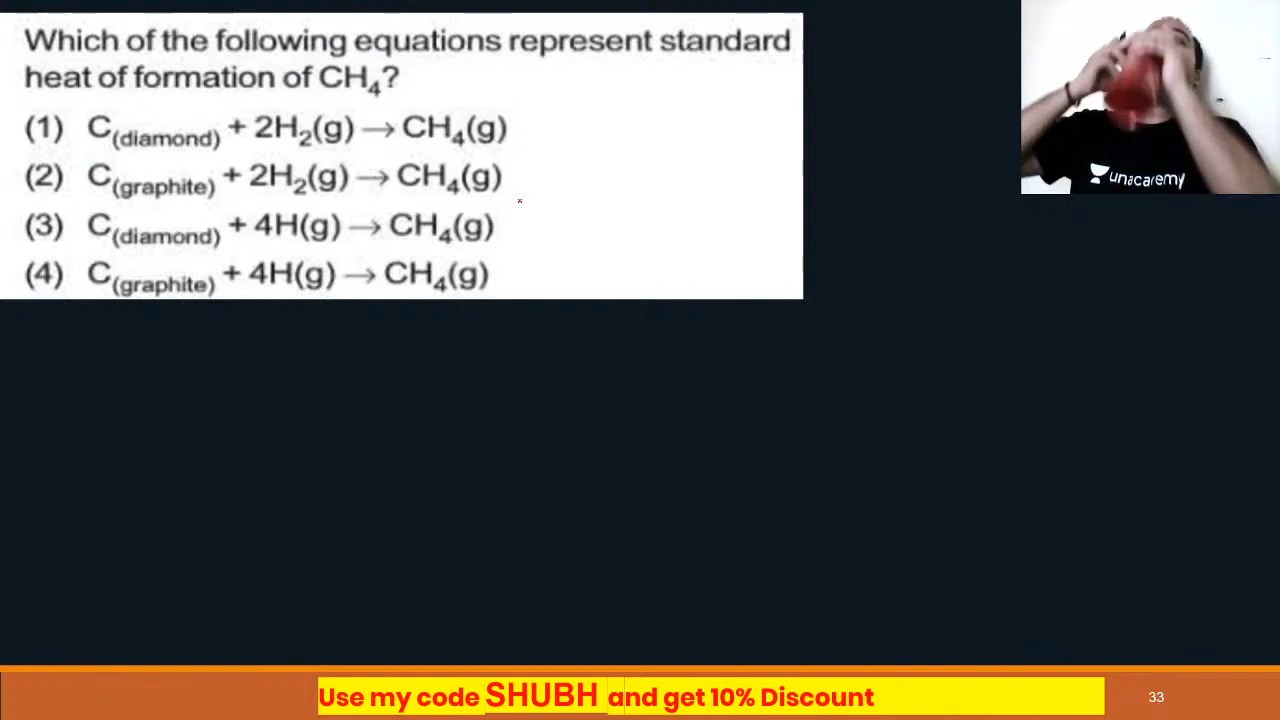 Which of the following equations represent standard
heat of formation of CH₄?
(1) C(diamond) + 2H₂(g) → CH₄(g)
(2) C(graphite) + 2H₂(g) → CH₄(g)
(3) C(diamond) + 4H(g) → CH₄(g)
(4) C(graphite) + 4H(g) → CH₄(g)
unacademy
Use my code SHUBH and get 10% Discount
33